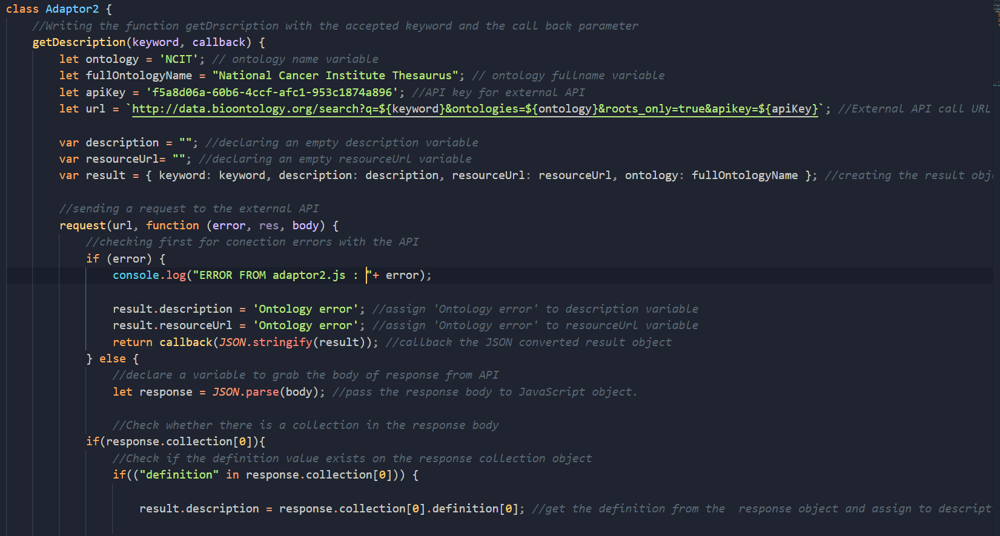 class Adaptor2 {
//Writing the function getDrscription with the accepted keyword and the call back parameter
getDescription(keyword, callback) {
let ontology = 'NCIT'; // ontology name variable
let fullOntologyName = "National Cancer Institute Thesaurus"; // ontology fullname variable
let apiKey = 'f5a8d06a-60b6-4ccf-afc1-953c1874a896'; //API key for external API
let url = `http://data.bioontology.org/search?q=${keyword}&ontologies=${ontology}&roots_only=true&apikey=${apiKey}`; //External API call URL
var description = ""; //declaring an empty description variable
var resourceUrl= ""; //declaring an empty resourceUrl variable
var result = { keyword: keyword, description: description, resourceUrl: resourceUrl, ontology: fullOntologyName }; //creating the result obj
//sending a request to the external API
request(url, function (error, res, body) {
//checking first for conection errors with the API
if (error) {
console.log("ERROR FROM adaptor2.js : "+ error);
result.description = 'Ontology error'; //assign 'Ontology error' to description variable
result.resourceUrl = 'Ontology error'; //assign 'Ontology error' to resourceUrl variable
return callback(JSON.stringify(result)); //callback the JSON converted result object
} else {
//declare a variable to grab the body of response from API
let response = JSON.parse(body); //pass the response body to JavaScript object.
//Check whether there is a collection in the response body
if(response.collection[0]){
//Check if the definition value exists on the response collection object
if(("definition" in response.collection[0])) {
result.description = response.collection[0].definition[0]; //get the definition from the  response object and assign to descript